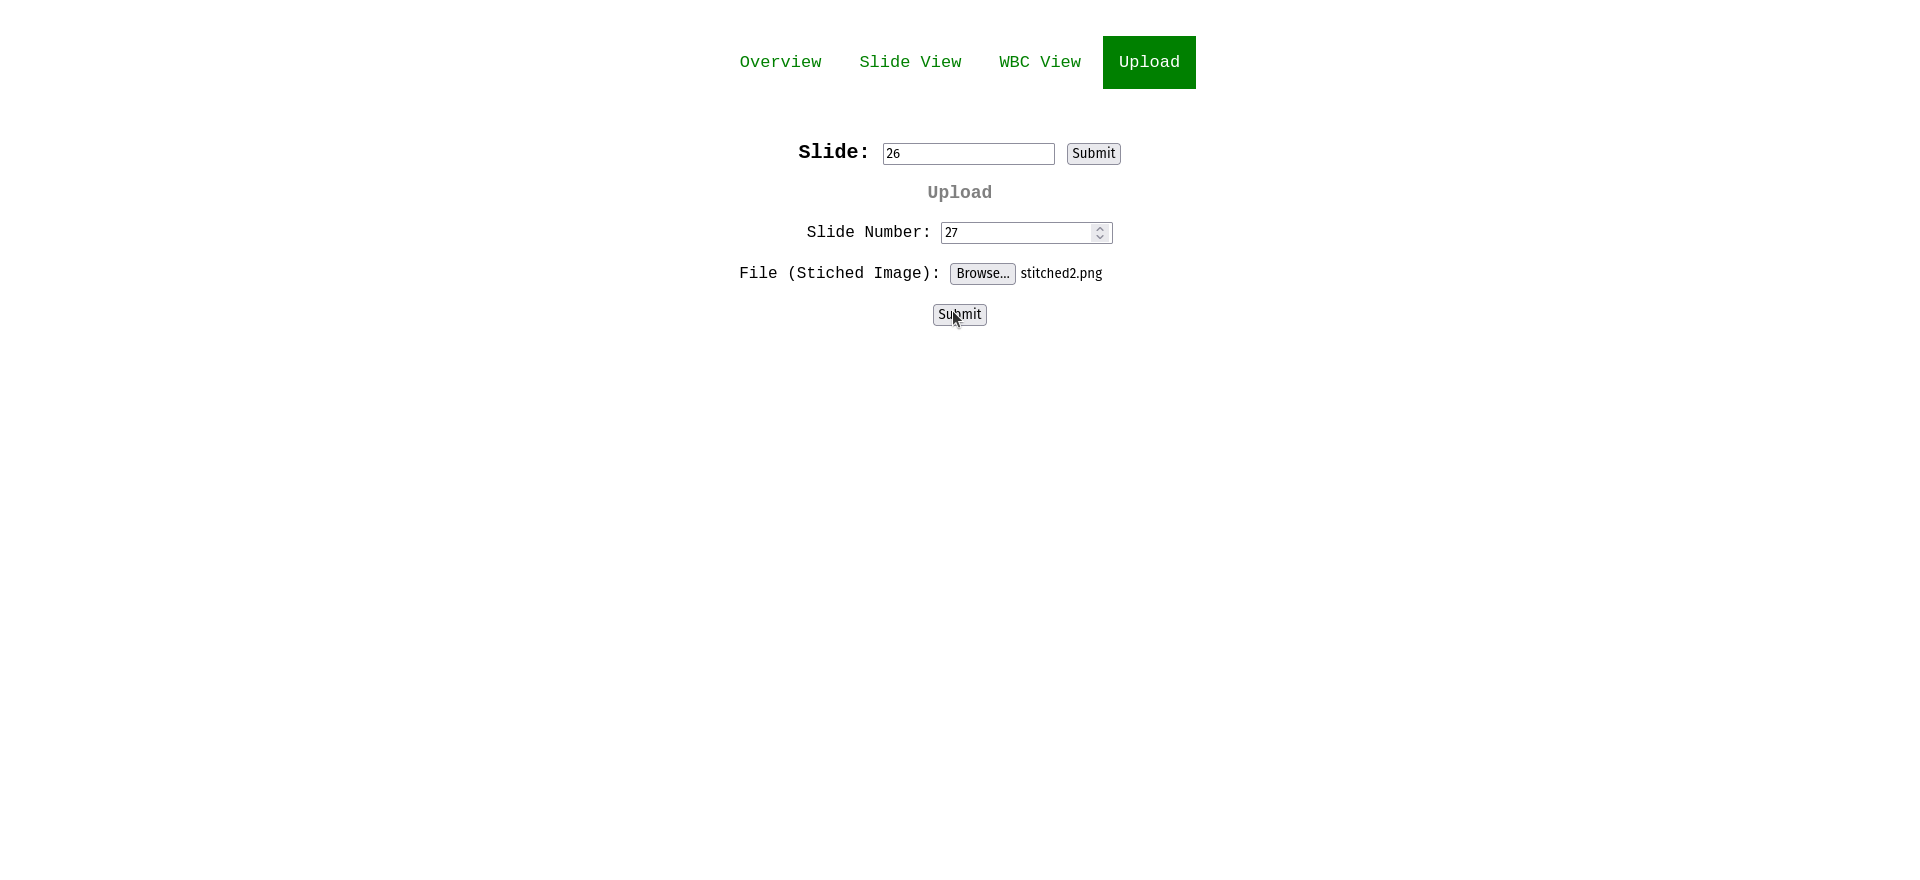 Overview Slide View WBC View Upload
Slide: 26 Submit
Upload
Slide Number: 27
File (Stiched Image): Browse... stitched2.png
Submit